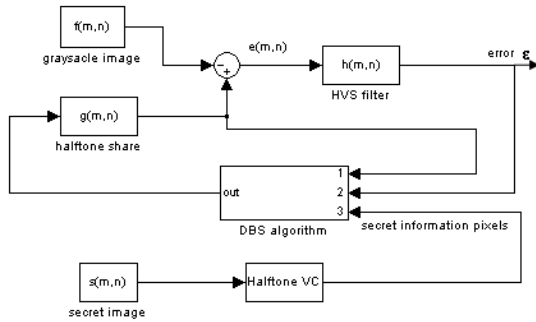 f(m,n)
graysacle image
-
+
e(m,n)
h(m,n)
HVS filter
error ε
g(m,n)
halftone share
out
1
2
3
DBS algorithm
secret information pixels
s(m,n)
secret image
Halftone VC